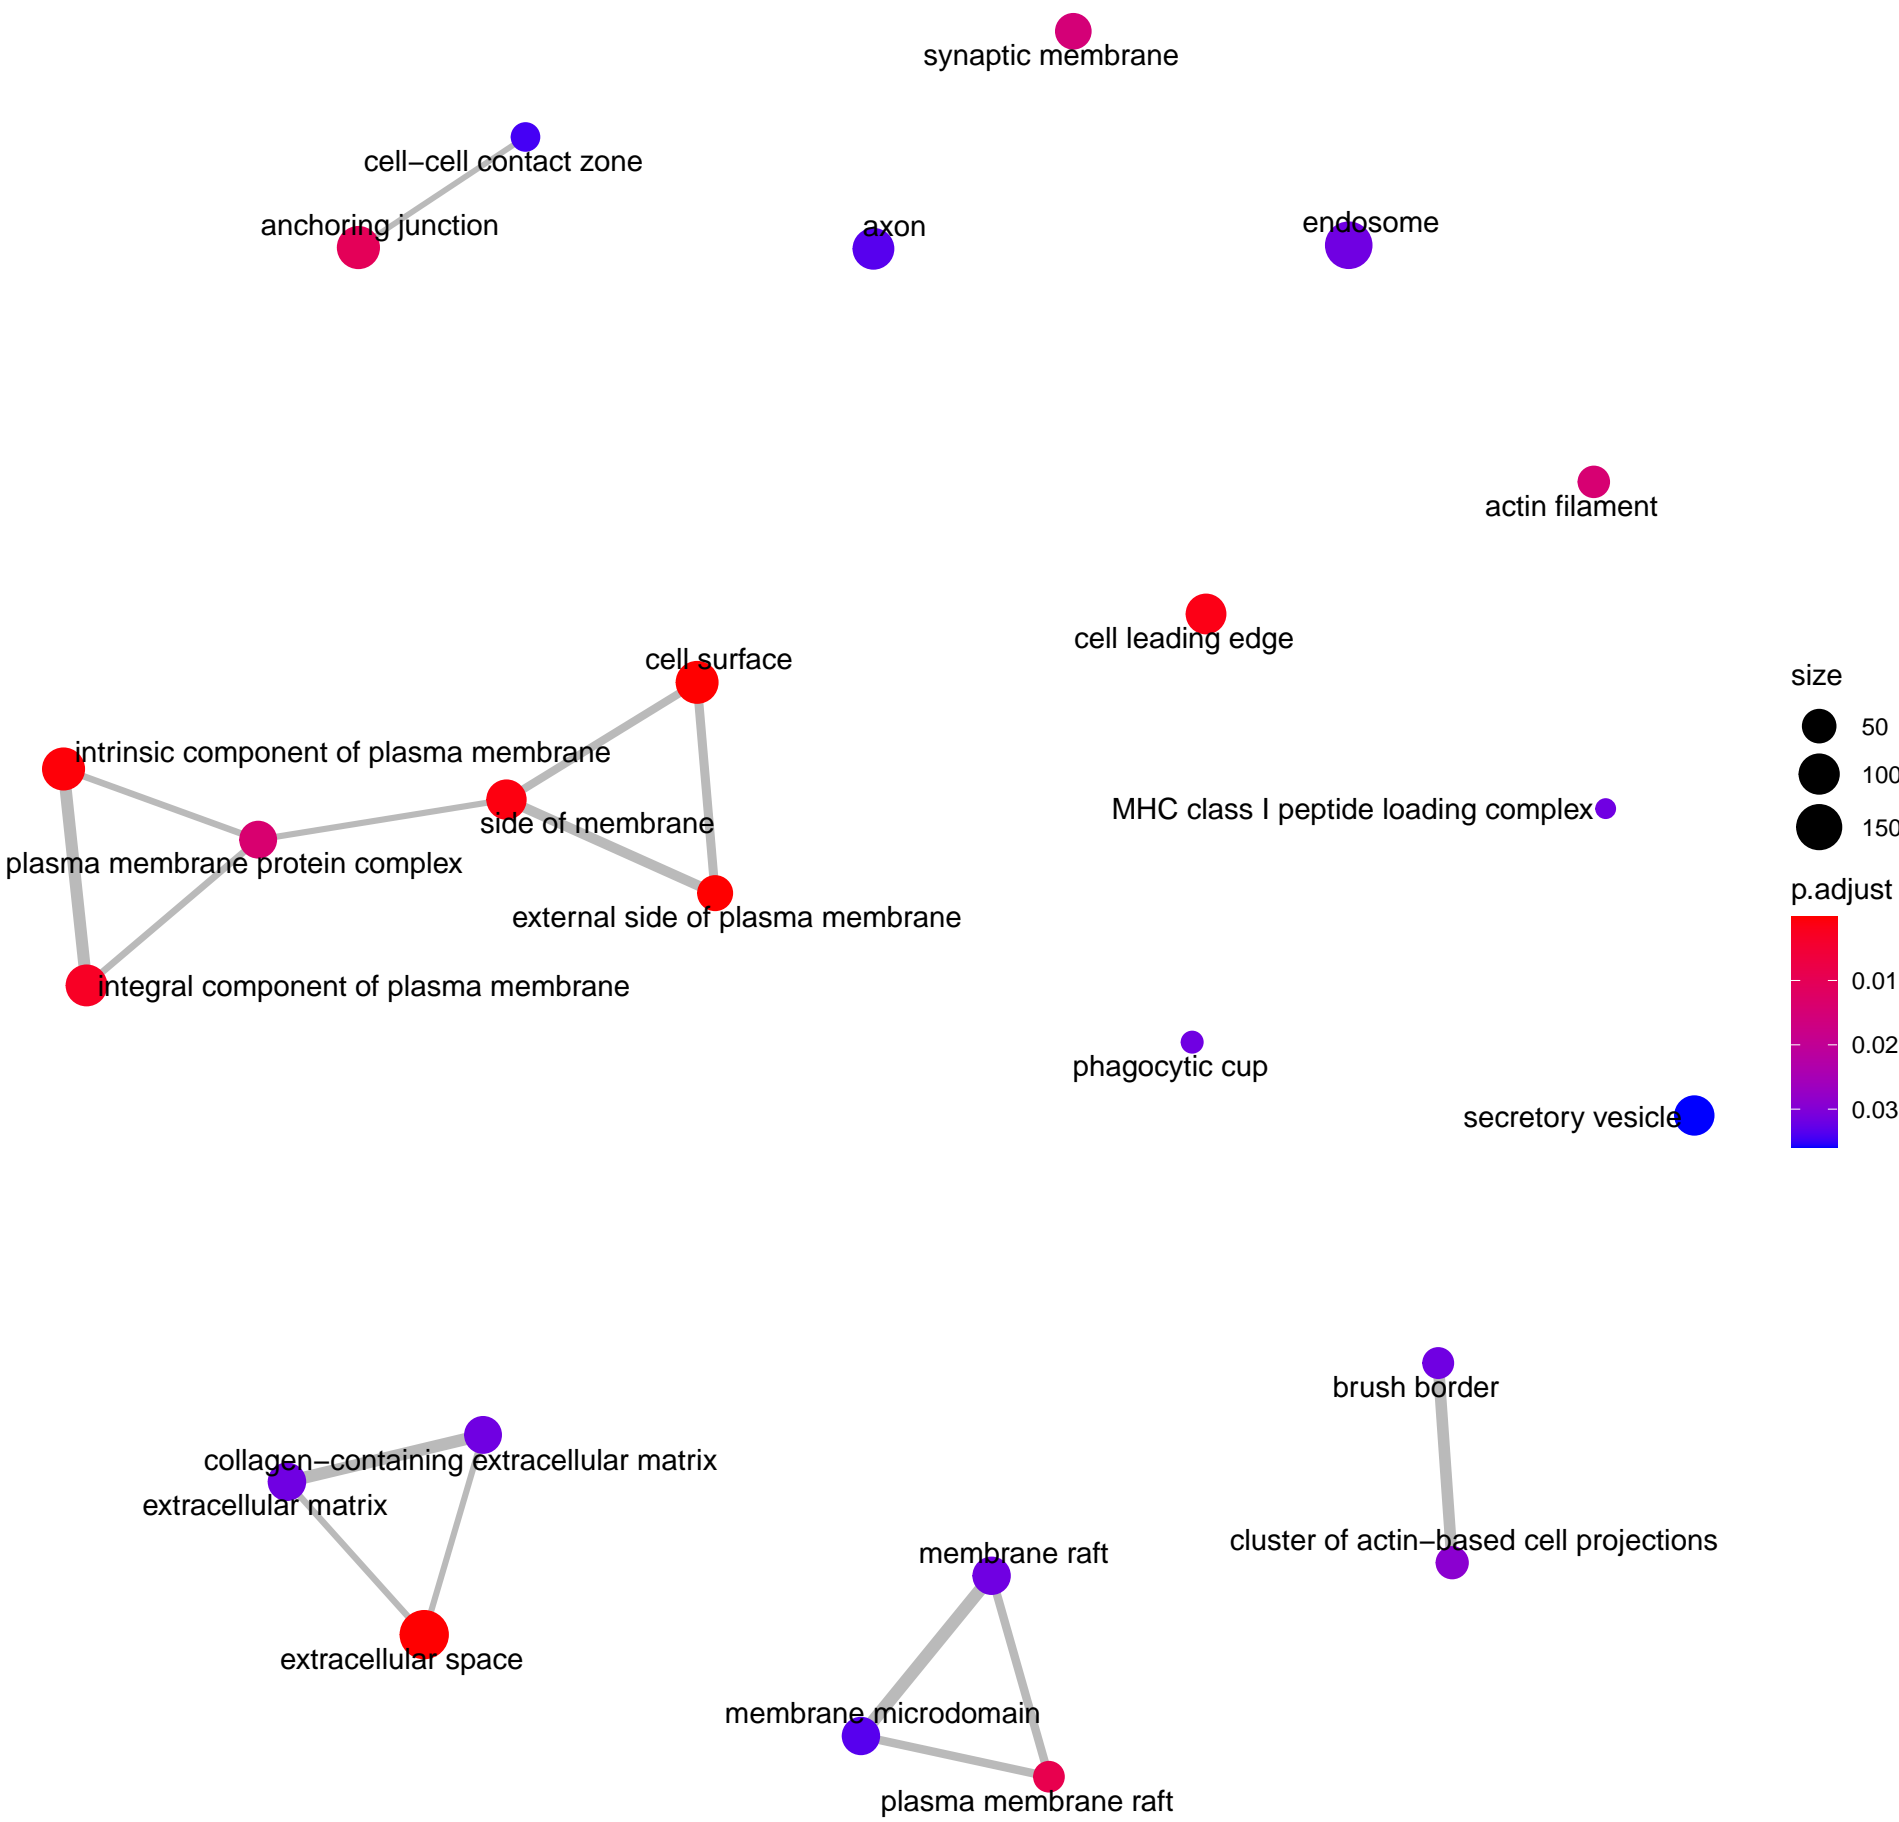 synaptic membrane
cell−cell contact zone
anchoring junction
axon
endosome
actin filament
cell leading edge
cell surface
intrinsic component of plasma membrane
side of membrane
plasma membrane protein complex
external side of plasma membrane
integral component of plasma membrane
MHC class I peptide loading complex
phagocytic cup
secretory vesicle
size
50
100
150
p.adjust
0.01
0.02
0.03
brush border
collagen−containing extracellular matrix
extracellular matrix
cluster of actin−based cell projections
membrane raft
extracellular space
membrane microdomain
plasma membrane raft